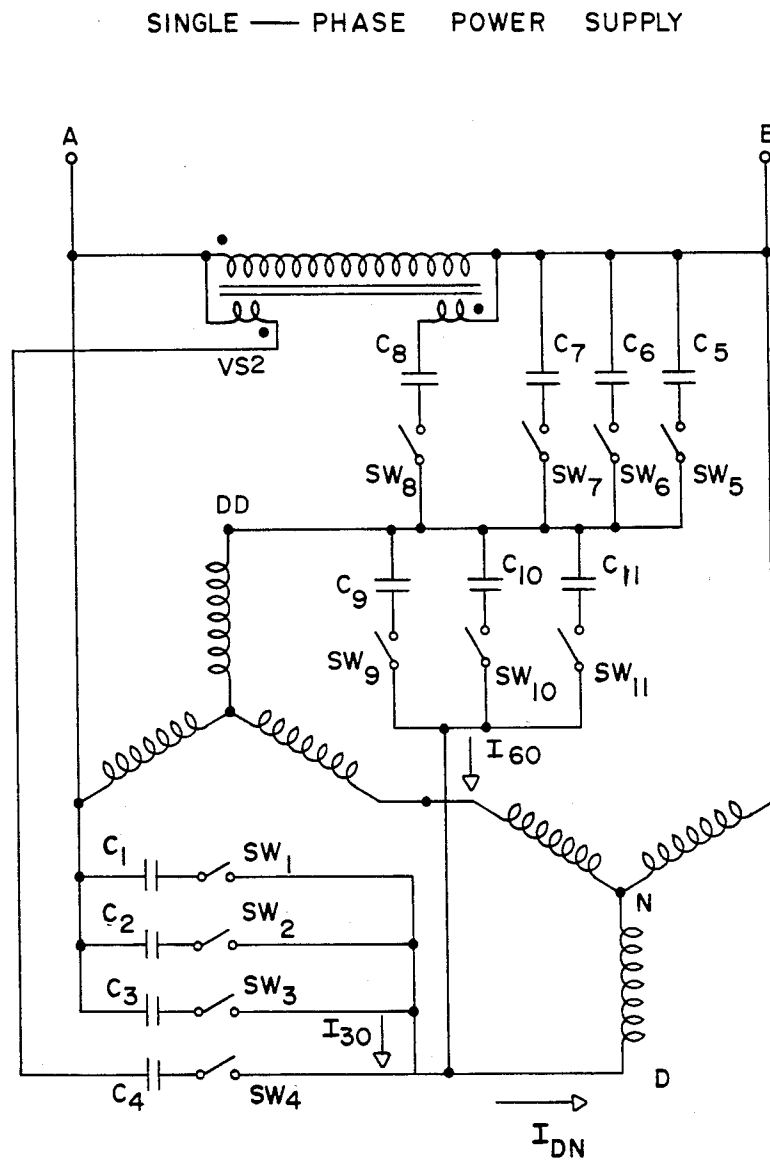 SINGLE — PHASE POWER SUPPLY
A
B
VS2
C8
C7
C6
C5
SW8
SW7
SW6
SW5
DD
C9
C10
C11
SW9
SW10
SW11
I60
C1
SW1
C2
SW2
N
C3
SW3
I30
C4
SW4
D
IDN